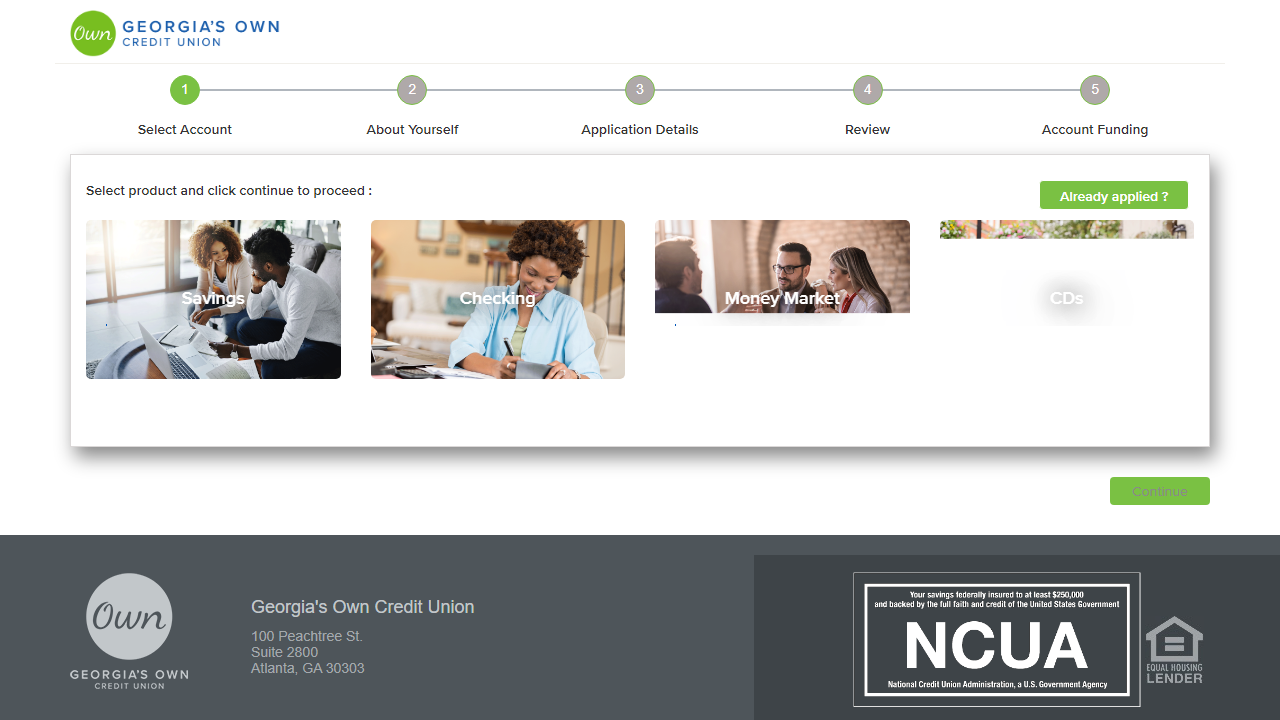 Own
GEORGIA'S OWN
CREDIT UNION
1
2
3
4
5
Select Account
About Yourself
Application Details
Review
Account Funding
Select product and click continue to proceed :
Already applied ?
Savings
Checking
Money Market
CDs
Continue
Own
GEORGIA'S OWN
CREDIT UNION
Georgia's Own Credit Union
100 Peachtree St.
Suite 2800
Atlanta, GA 30303
Your savings federally insured to at least $250,000
and backed by the full faith and credit of the United States Government
NCUA
National Credit Union Administration, a U.S. Government Agency
EQUAL HOUSING
LENDER